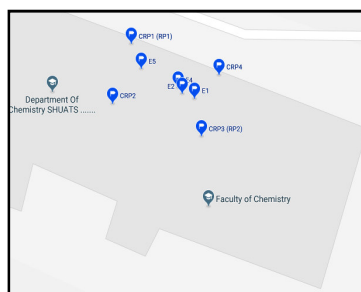 CRP1 (RP1)
E5
CRP4
E4
E2
E1
CRP2
Department Of
Chemistry SHUATS .......
CRP3 (RP2)
Faculty of Chemistry